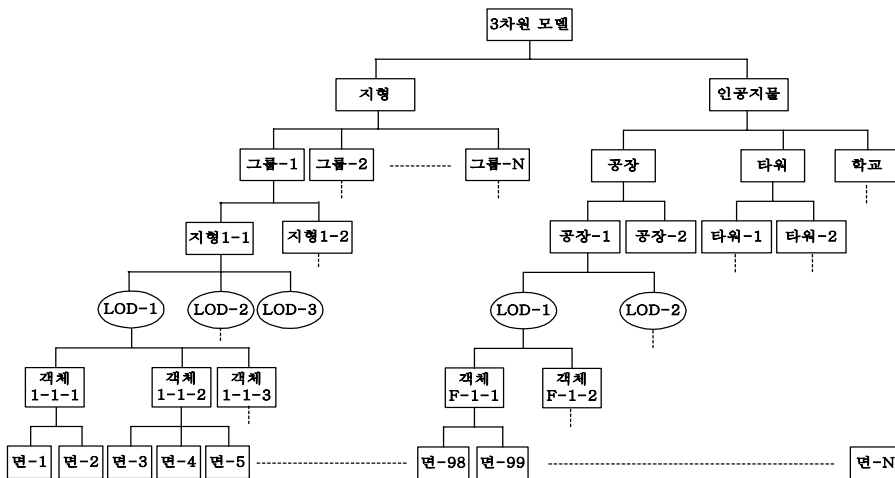 3차원 모델
지형
인공지물
그룹-1
그룹-2
그룹-N
공장
타워
학교
지형1-1
지형1-2
공장-1
공장-2
타워-1
타워-2
LOD-1
LOD-2
LOD-3
LOD-1
LOD-2
객체
1-1-1
객체
1-1-2
객체
1-1-3
객체
F-1-1
객체
F-1-2
면-1
면-2
면-3
면-4
면-5
면-98
면-99
면-N